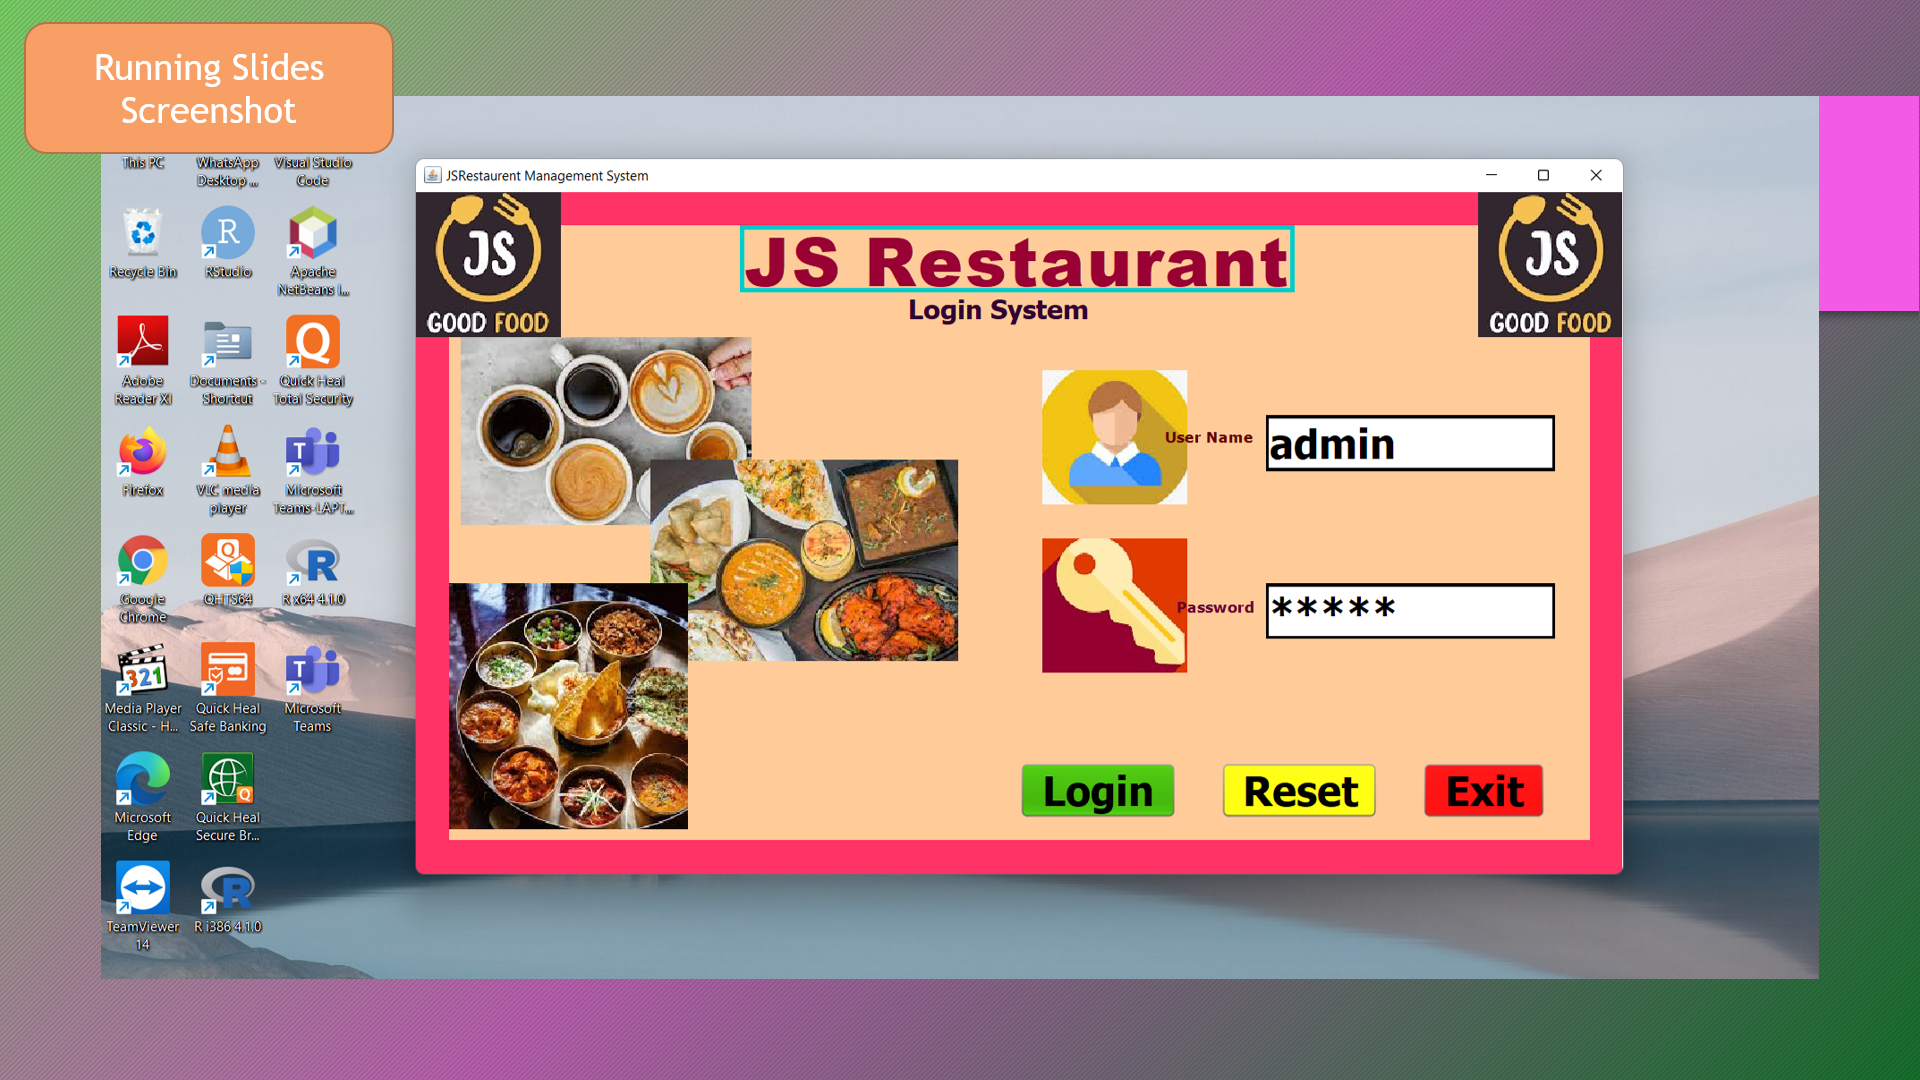 Running Slides
Screenshot
This PC
WhatsApp
Desktop ...
Visual Studio
Code
Recycle Bin
RStudio
Apache
NetBeans I...
Adobe
Reader XI
Documents -
Shortcut
Quick Heal
Total Security
Firefox
VLC media
player
Microsoft
Teams-LAPT...
Google
Chrome
QHTS64
R x64 4.1.0
321
Media Player
Classic - H...
Quick Heal
Safe Banking
Microsoft
Teams
Microsoft
Edge
Quick Heal
Secure Br...
TeamViewer
14
R i386 4.1.0
JSRestaurent Management System
JS
GOOD FOOD
JS Restaurant
Login System
JS
GOOD FOOD
User Name
admin
Password
*****
Login
Reset
Exit